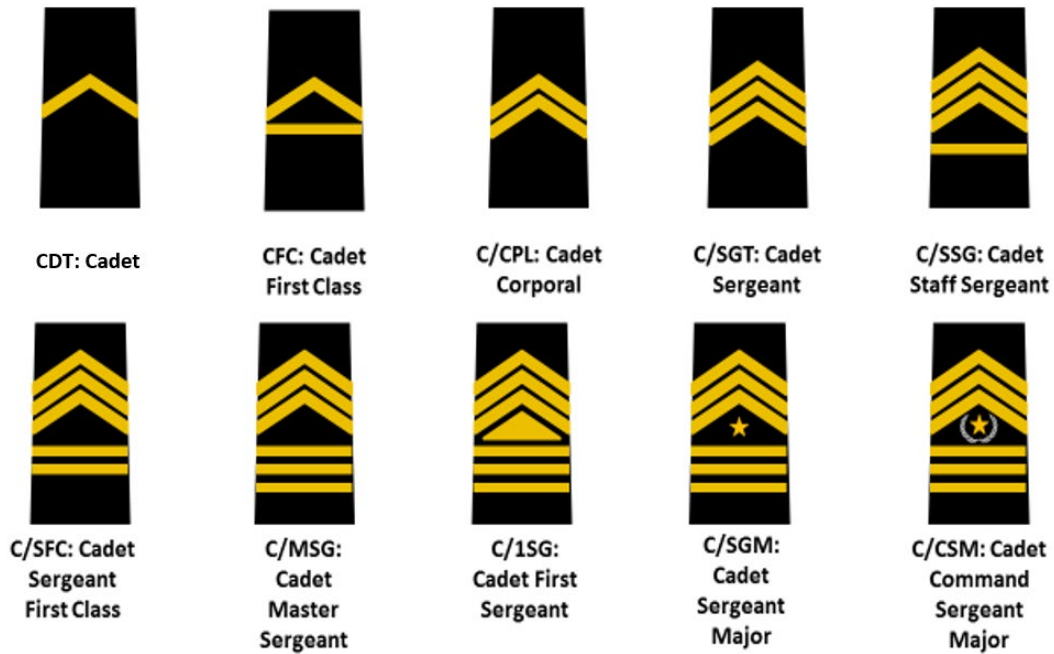 CDT: Cadet
CFC: Cadet
First Class
C/CPL: Cadet
Corporal
C/SGT: Cadet
Sergeant
C/SSG: Cadet
Staff Sergeant
C/SFC: Cadet
Sergeant
First Class
C/MSG:
Cadet
Master
Sergeant
C/1SG:
Cadet First
Sergeant
C/SGM:
Cadet
Sergeant
Major
C/CSM: Cadet
Command
Sergeant
Major